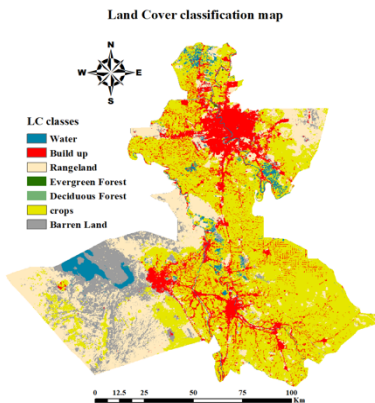 Land Cover classification map
N
W E
S
LC classes
Water
Build up
Rangeland
Evergreen Forest
Deciduous Forest
crops
Barren Land
0 12.5 25 50 75 100
Km